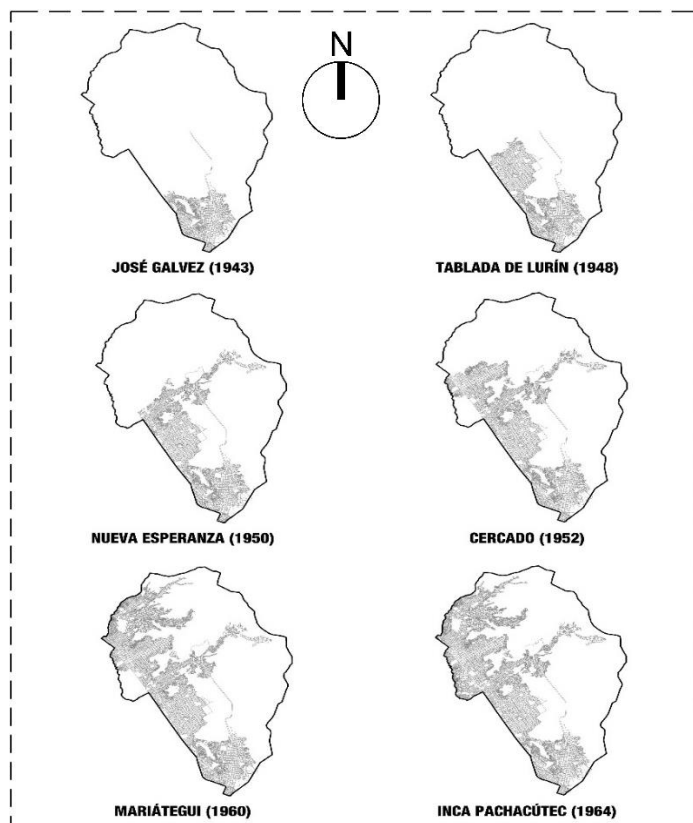 N
JOSÉ GALVEZ (1943)
TABLADA DE LURÍN (1948)
NUEVA ESPERANZA (1950)
CERCADO (1952)
MARIÁTEGUI (1960)
INCA PACHACÚTEC (1964)